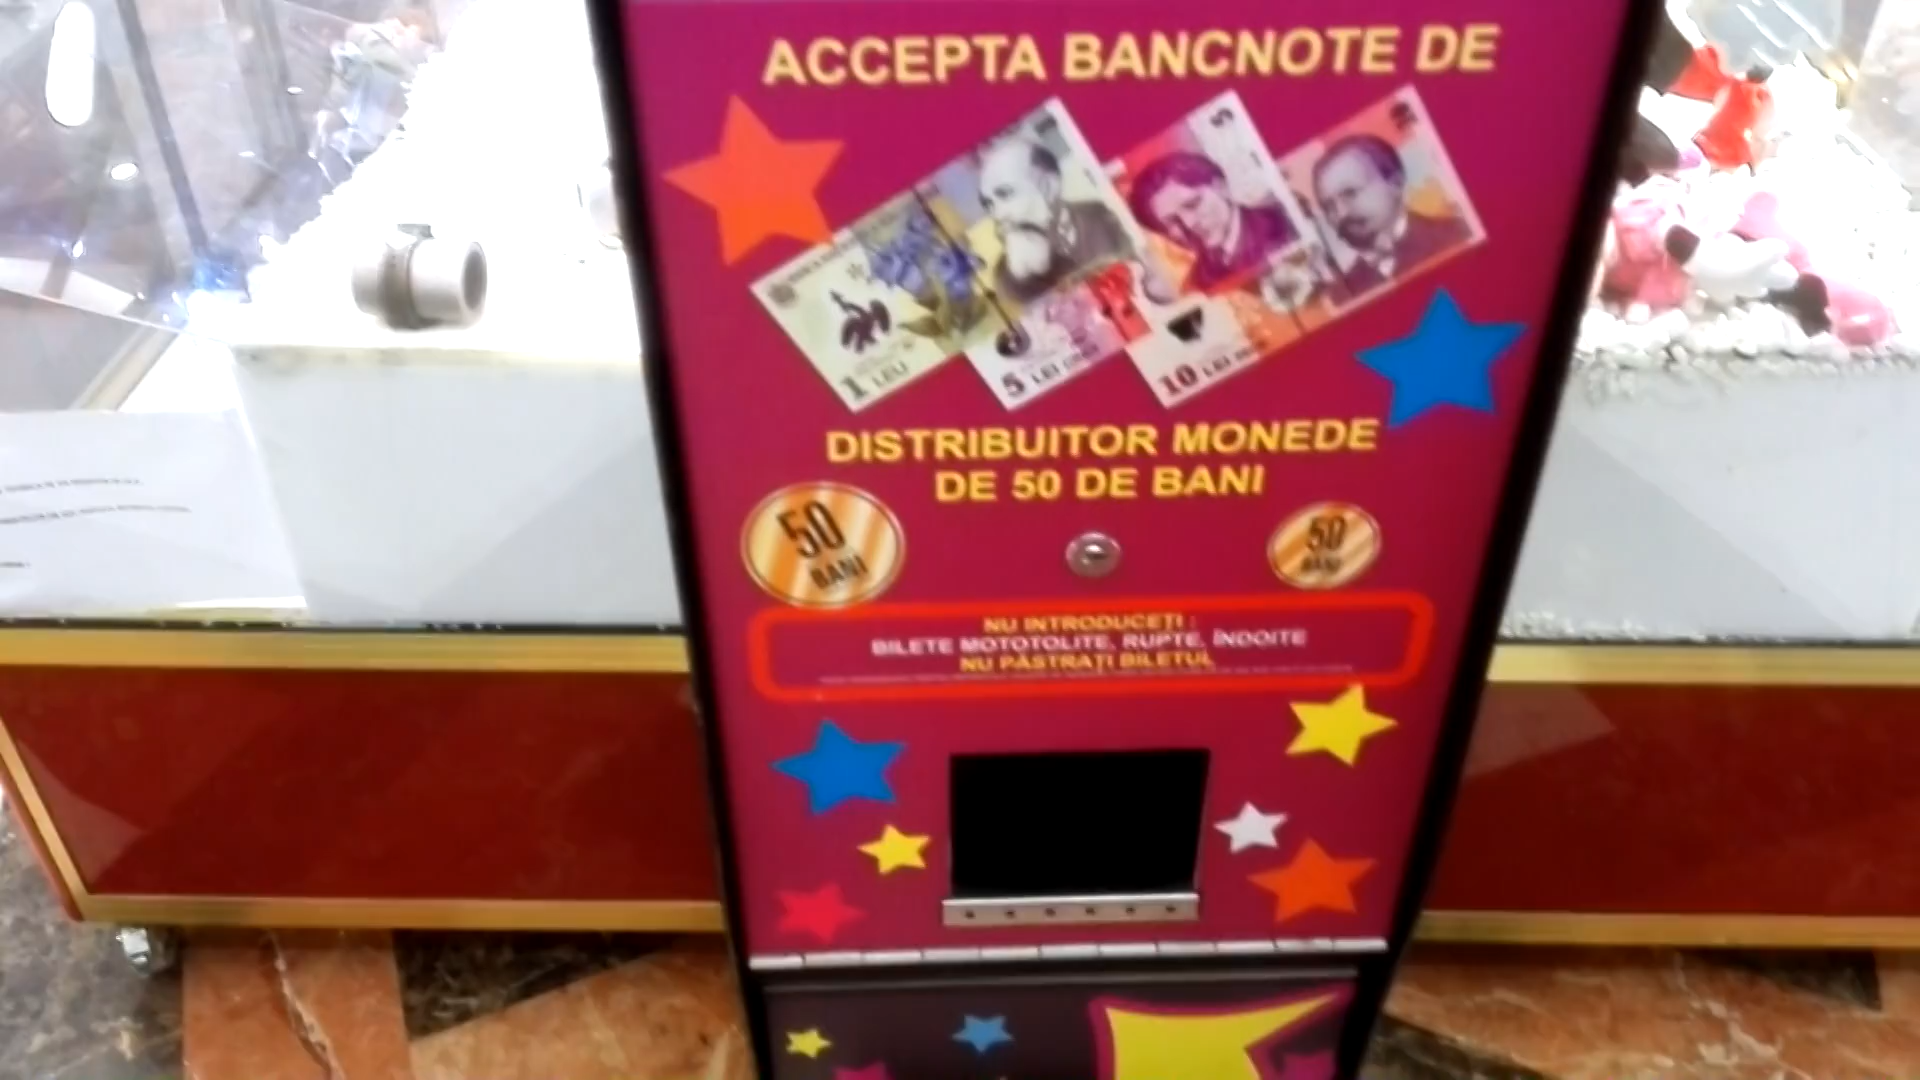 ACCEPTA BANCNOTE DE
1 LEU
5 LEI
10 LEI
DISTRIBUITOR MONEDE
DE 50 DE BANI
50
BANI
50
BANI
NU INTRODUCEȚI :
BILETE MOTOTOLITE, RUPTE, ÎNDOITE
NU PĂSTRAȚI BILETUL